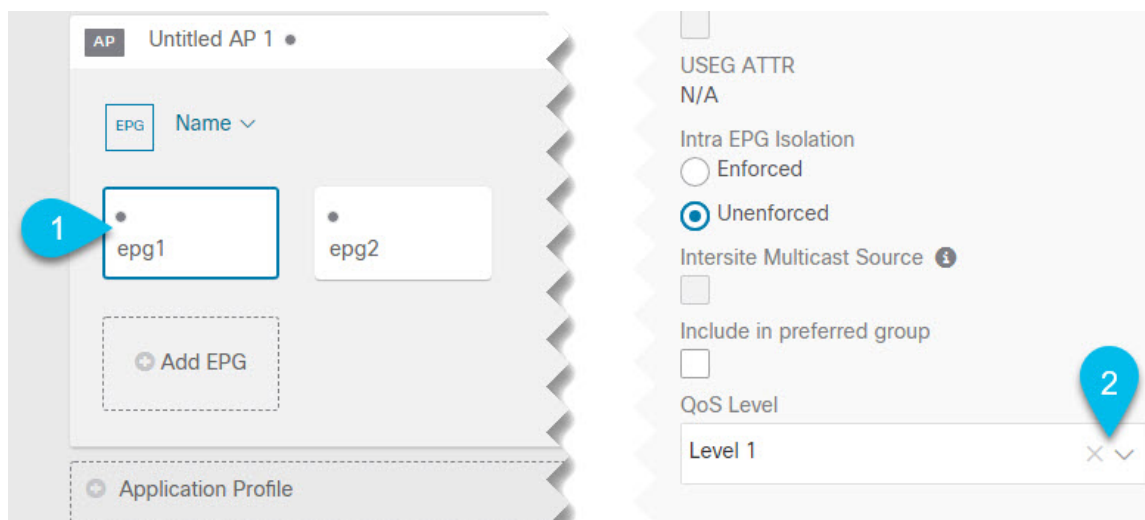 AP Untitled AP 1
EPG Name
1
epg1
epg2
Add EPG
Application Profile
USEG ATTR
N/A
Intra EPG Isolation
Enforced
Unenforced
Intersite Multicast Source
Include in preferred group
2
QoS Level
Level 1